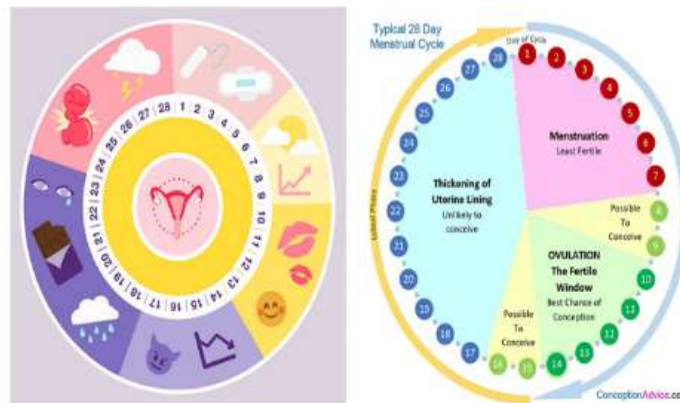 1 2 3 4 5 6 7 8 9 10 11 12 13 14 15 16 17 18 19 20 21 22 23 24 25 26 27 28
Typical 28 Day
Menstrual Cycle
Day of Cycle
1 2 3 4 5 6 7 8 9 10 11 12 13 14 15 16 17 18 19 20 21 22 23 24 25 26 27 28
Menstruation
Least Fertile
Thickening of
Uterine Lining
Unlikely to
conceive
Possible
To
Conceive
OVULATION
The Fertile
Window
Best Chance of
Conception
Possible
To
Conceive
Luteal Phase
ConceptionAdvice.co